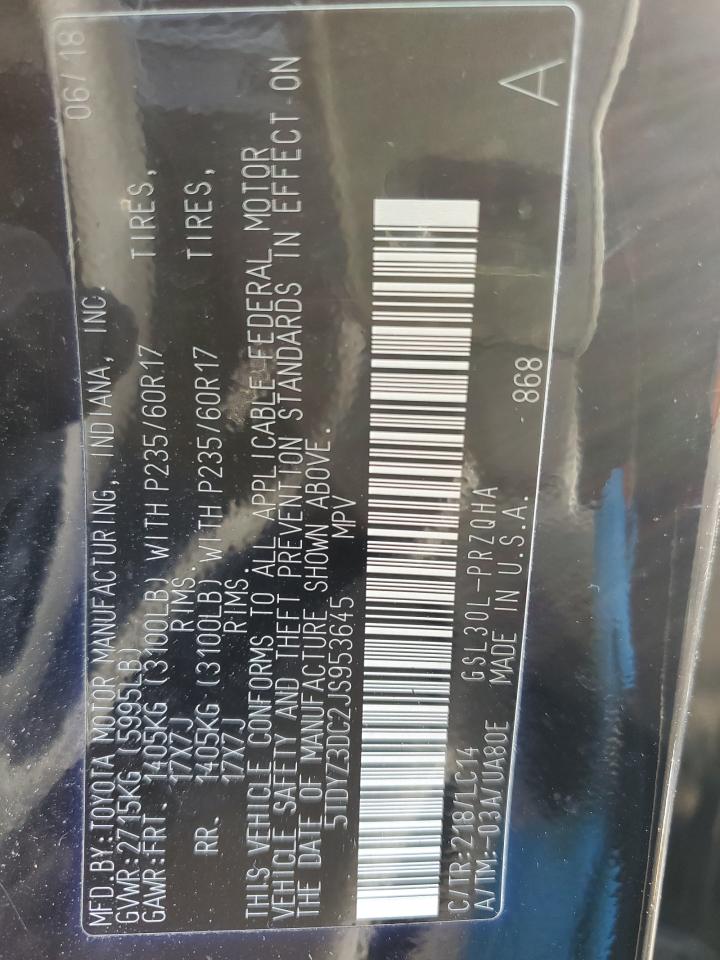 MFD.BY:TOYOTA MOTOR MANUFACTURING, INDIANA, INC. 06/18
GVWR:2715KG (5995LB)
GAWR:FRT. 1405KG (3100LB) WITH P235/60R17 TIRES,
17X7J RIMS.
RR. 1405KG (3100LB) WITH P235/60R17 TIRES,
17X7J RIMS.
THIS VEHICLE CONFORMS TO ALL APPLICABLE FEDERAL MOTOR
VEHICLE SAFETY AND THEFT PREVENTION STANDARDS IN EFFECT ON
THE DATE OF MANUFACTURE SHOWN ABOVE.
5TDYZ3DC2JS953645 MPV
A
C/TR:218/LC14 GSL30L-PRZQHA
A/TM:-03A/UA80E MADE IN U.S.A. 868